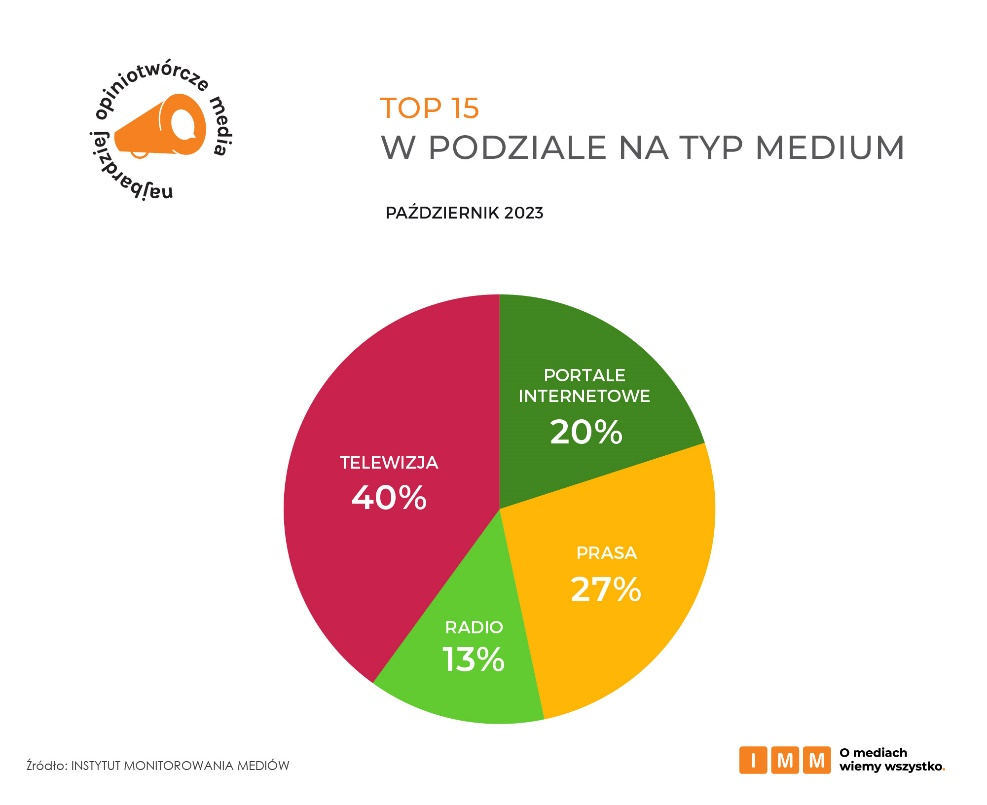 najbardziej opiniotwórcze media
TOP 15
W PODZIALE NA TYP MEDIUM
PAŹDZIERNIK 2023
PORTALE
INTERNETOWE
20%
TELEWIZJA
40%
PRASA
27%
RADIO
13%
Źródło: INSTYTUT MONITOROWANIA MEDIÓW
IMM
O mediach
wiemy wszystko.